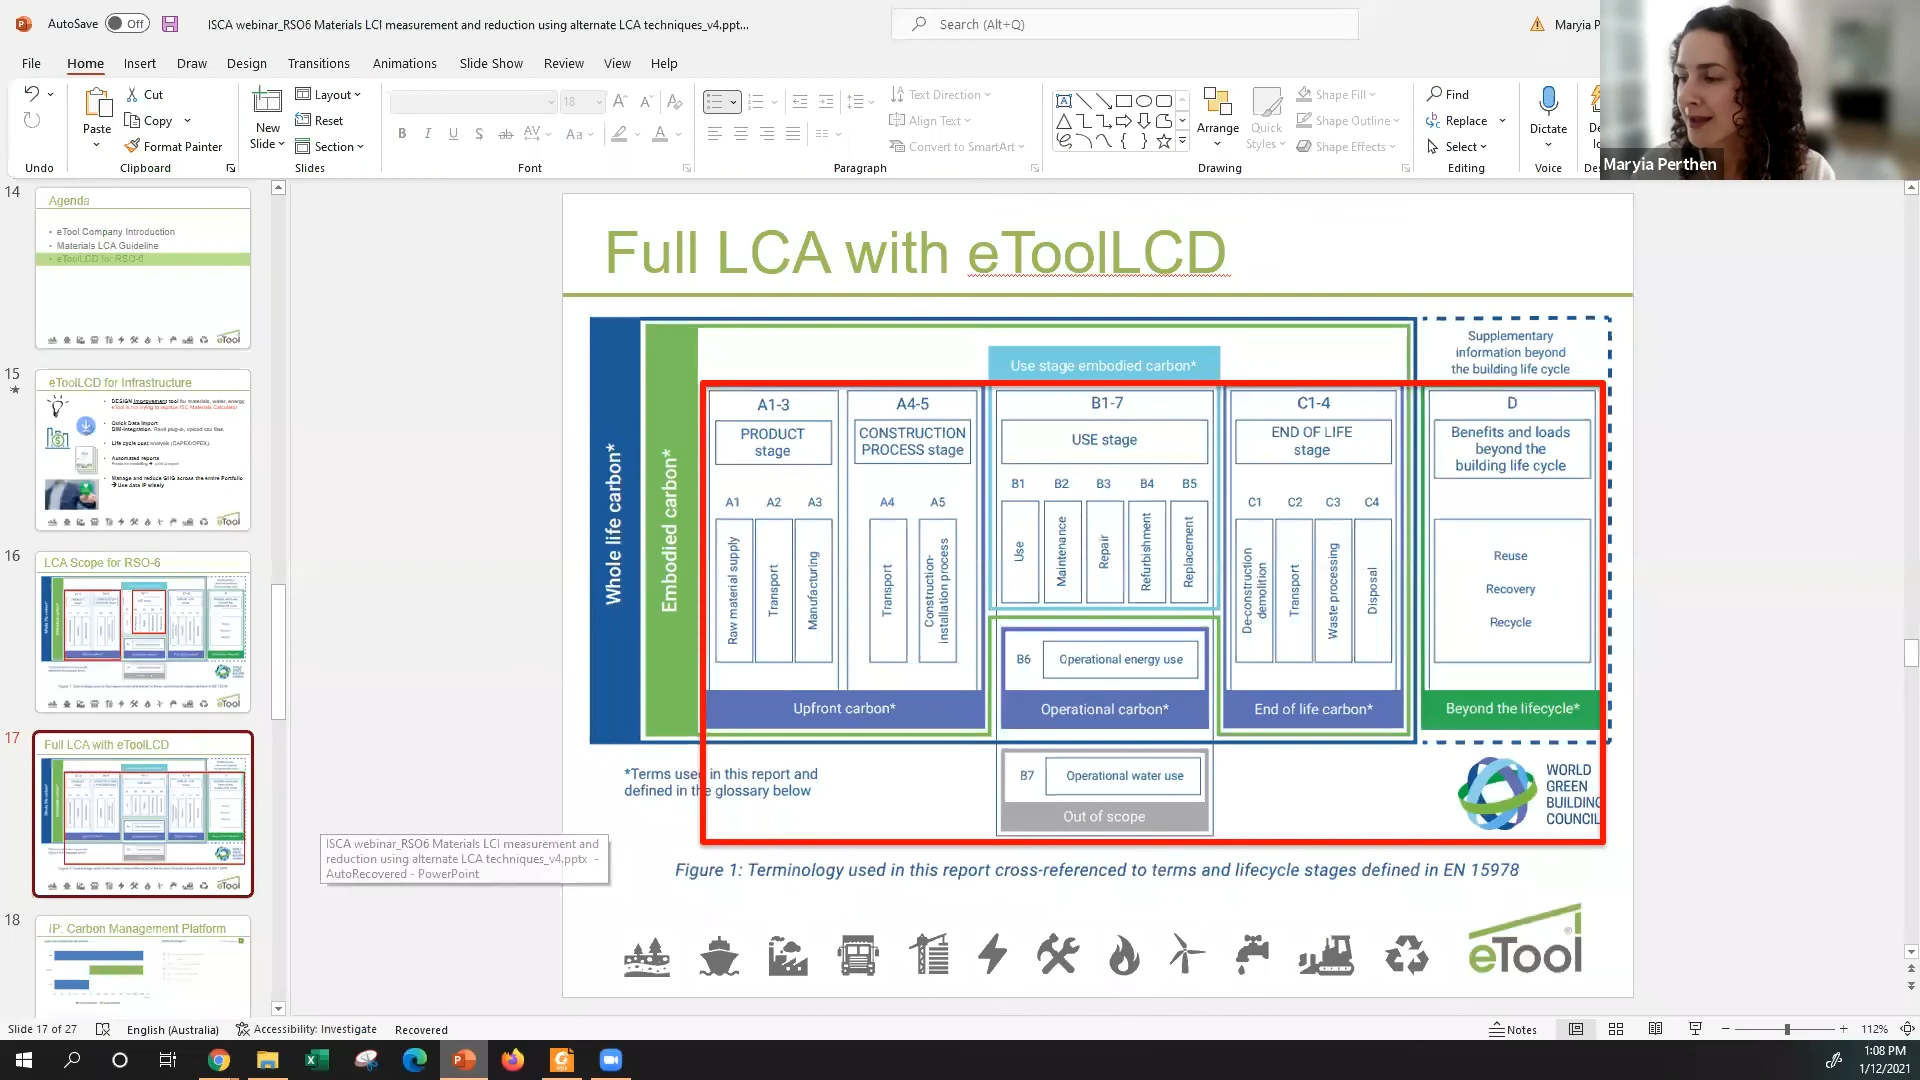 AutoSave Off
ISCA webinar_RSO6 Materials LCI measurement and reduction using alternate LCA techniques_v4.ppt...
Search (Alt+Q)
Maryia P
File Home Insert Draw Design Transitions Animations Slide Show Review View Help
Undo
Paste
Cut
Copy
Format Painter
Clipboard
New Slide
Layout
Reset
Section
Slides
18
Font
Text Direction
Align Text
Convert to SmartArt
Paragraph
Arrange
Quick Styles
Shape Fill
Shape Outline
Shape Effects
Drawing
Find
Replace
Select
Editing
Dictate
Voice
Maryia Perthen
14
Agenda
• eTool Company Introduction
• Materials LCA Guideline
• eToolLCD for RSO-6
eTool
15
eToolLCD for Infrastructure
eTool
16
LCA Scope for RSO-6
eTool
17
Full LCA with eToolLCD
eTool
18
IP: Carbon Management Platform
Full LCA with eToolLCD
Whole life carbon*
Embodied carbon*
Use stage embodied carbon*
Supplementary
information beyond
the building life cycle
A1-3
PRODUCT
stage
A1 A2 A3
Raw material supply
Transport
Manufacturing
A4-5
CONSTRUCTION
PROCESS stage
A4 A5
Transport
Construction-
installation process
Upfront carbon*
B1-7
USE stage
B1 B2 B3 B4 B5
Use
Maintenance
Repair
Refurbishment
Replacement
B6 Operational energy use
Operational carbon*
B7 Operational water use
Out of scope
C1-4
END OF LIFE
stage
C1 C2 C3 C4
De-construction
demolition
Transport
Waste processing
Disposal
End of life carbon*
D
Benefits and loads
beyond the
building life cycle
Reuse
Recovery
Recycle
Beyond the lifecycle*
*Terms used in this report and
defined in the glossary below
WORLD
GREEN
BUILDING
COUNCIL
Figure 1: Terminology used in this report cross-referenced to terms and lifecycle stages defined in EN 15978
eTool
ISCA webinar_RSO6 Materials LCI measurement and
reduction using alternate LCA techniques_v4.pptx -
AutoRecovered - PowerPoint
Slide 17 of 27
English (Australia)
Accessibility: Investigate
Recovered
Notes
112%
1:08 PM
1/12/2021